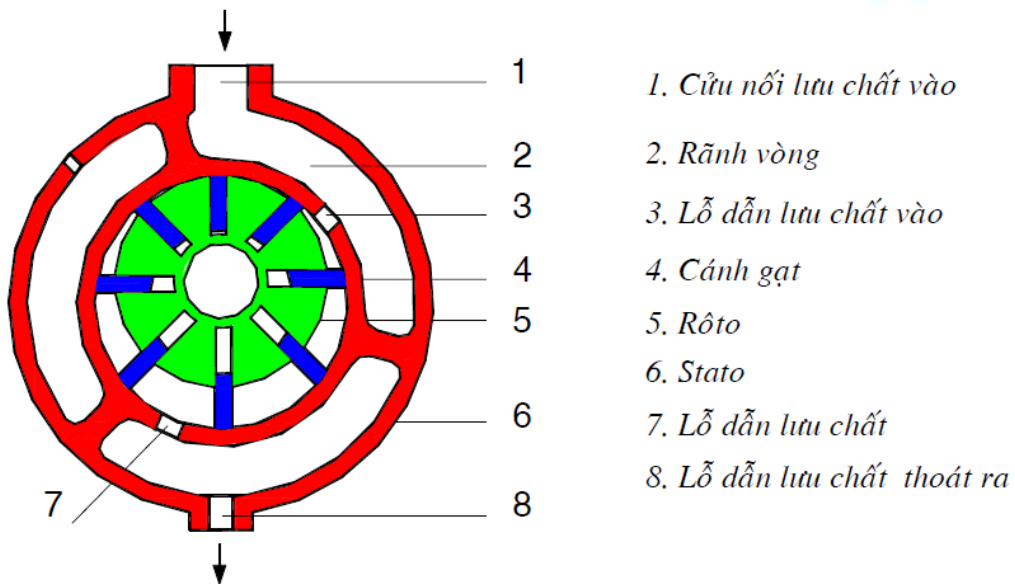 1
2
3
4
5
6
7
8
1. Cửu nối lưu chất vào
2. Rãnh vòng
3. Lỗ dẫn lưu chất vào
4. Cánh gạt
5. Rôto
6. Stato
7. Lỗ dẫn lưu chất
8. Lỗ dẫn lưu chất thoát ra